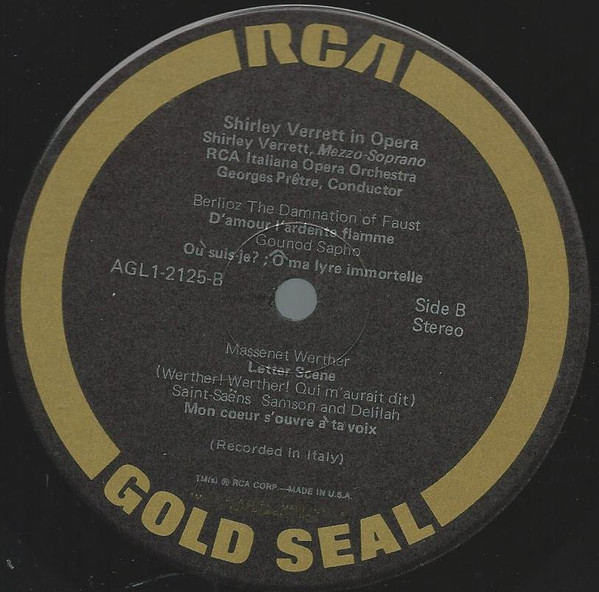 RCA
Shirley Verrett in Opera
Shirley Verrett, Mezzo-Soprano
RCA Italiana Opera Orchestra
Georges Prêtre, Conductor
Berlioz The Damnation of Faust
D'amour l'ardente flamme
Gounod Sapho
Où suis-je? ; Ô ma lyre immortelle
AGL1-2125-B
Side B
Stereo
Massenet Werther
Letter Scene
(Werther! Werther! Qui m'aurait dit)
Saint-Saëns Samson and Delilah
Mon coeur s'ouvre à ta voix
(Recorded in Italy)
TM(s) ® RCA CORP.—MADE IN U.S.A.
GOLD SEAL